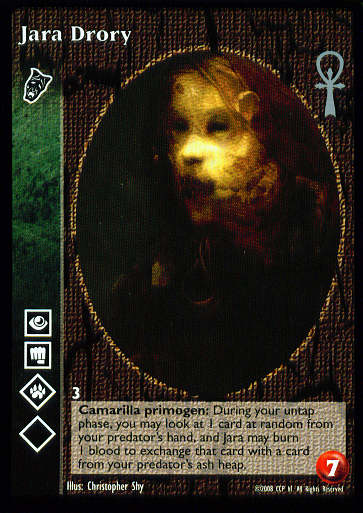 Jara Drory
3
Camarilla primogen: During your untap
phase, you may look at 1 card at random from
your predator's hand, and Jara may burn
1 blood to exchange that card with a card
from your predator's ash heap.
7
Illus: Christopher Shy
©2008 CCP hf. All Rights Reserved